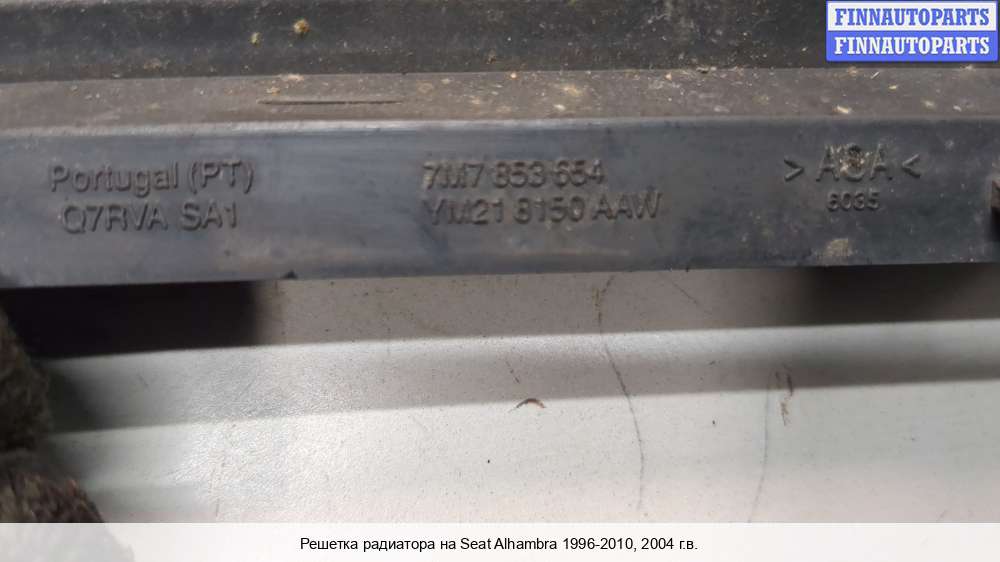 FINNAUTOPARTS
FINNAUTOPARTS
Portugal (PT)
Q7RVA SA1
7M7 853 654
YM21 8150 AAW
> ASA <
6035
Решетка радиатора на Seat Alhambra 1996-2010, 2004 г.в.